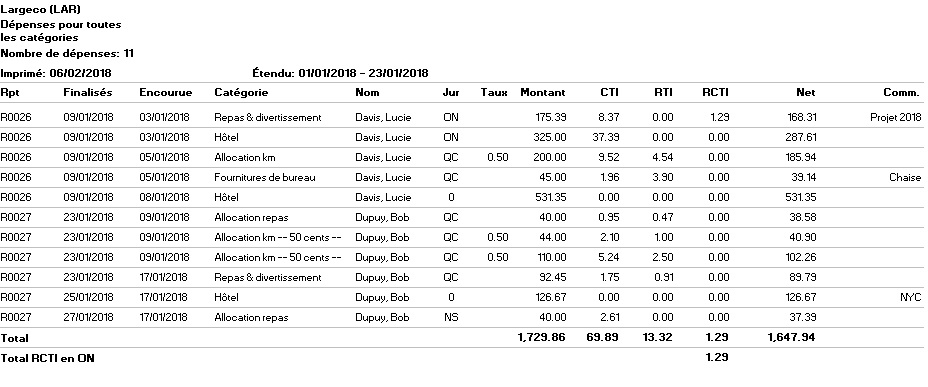 Largeco (LAR)
Dépenses pour toutes
les catégories
Nombre de dépenses: 11
Imprimé: 06/02/2018 Étendu: 01/01/2018 - 23/01/2018
Rpt Finalisés Encourue Catégorie Nom Jur Taux Montant CTI RTI RCTI Net Comm.
R0026 09/01/2018 03/01/2018 Repas & divertissement Davis, Lucie ON 175.39 8.37 0.00 1.29 168.31 Projet 2018
R0026 09/01/2018 03/01/2018 Hôtel Davis, Lucie ON 325.00 37.39 0.00 0.00 287.61
R0026 09/01/2018 05/01/2018 Allocation km Davis, Lucie QC 0.50 200.00 9.52 4.54 0.00 185.94
R0026 09/01/2018 05/01/2018 Fournitures de bureau Davis, Lucie QC 45.00 1.96 3.90 0.00 39.14 Chaise
R0026 09/01/2018 08/01/2018 Hôtel Davis, Lucie 0 531.35 0.00 0.00 0.00 531.35
R0027 23/01/2018 09/01/2018 Allocation repas Dupuy, Bob QC 40.00 0.95 0.47 0.00 38.58
R0027 23/01/2018 09/01/2018 Allocation km -- 50 cents -- Dupuy, Bob QC 0.50 44.00 2.10 1.00 0.00 40.90
R0027 23/01/2018 09/01/2018 Allocation km -- 50 cents -- Dupuy, Bob QC 0.50 110.00 5.24 2.50 0.00 102.26
R0027 23/01/2018 17/01/2018 Repas & divertissement Dupuy, Bob QC 92.45 1.75 0.91 0.00 89.79
R0027 25/01/2018 17/01/2018 Hôtel Dupuy, Bob 0 126.67 0.00 0.00 0.00 126.67 NYC
R0027 27/01/2018 17/01/2018 Allocation repas Dupuy, Bob NS 40.00 2.61 0.00 0.00 37.39
Total 1,729.86 69.89 13.32 1.29 1,647.94
Total RCTI en ON 1.29